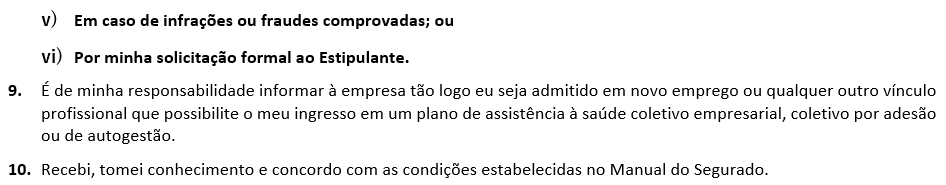 v) Em caso de infrações ou fraudes comprovadas; ou
vi) Por minha solicitação formal ao Estipulante.
9. É de minha responsabilidade informar à empresa tão logo eu seja admitido em novo emprego ou qualquer outro vínculo
profissional que possibilite o meu ingresso em um plano de assistência à saúde coletivo empresarial, coletivo por adesão
ou de autogestão.
10. Recebi, tomei conhecimento e concordo com as condições estabelecidas no Manual do Segurado.